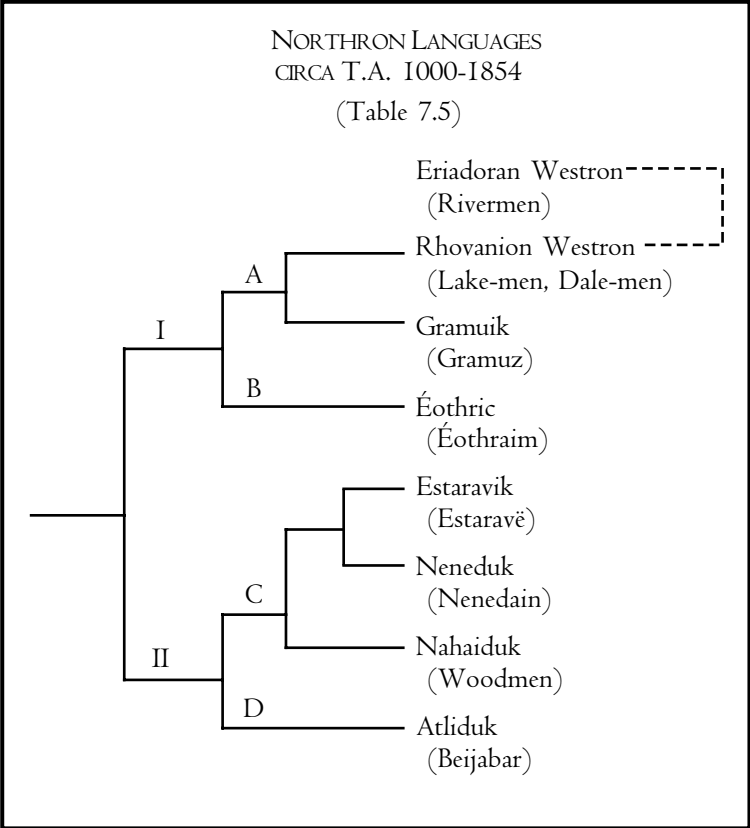 NORTHRON LANGUAGES
CIRCA T.A. 1000-1854
(Table 7.5)
Eriadoran Westron
(Rivermen)
A
Rhovanion Westron
(Lake-men, Dale-men)
I
Gramuik
(Gramuz)
B
Éothric
(Éothraim)
Estaravik
(Estaravë)
Neneduk
(Nenedain)
C
Nahaiduk
(Woodmen)
II
D
Atliduk
(Beijabar)